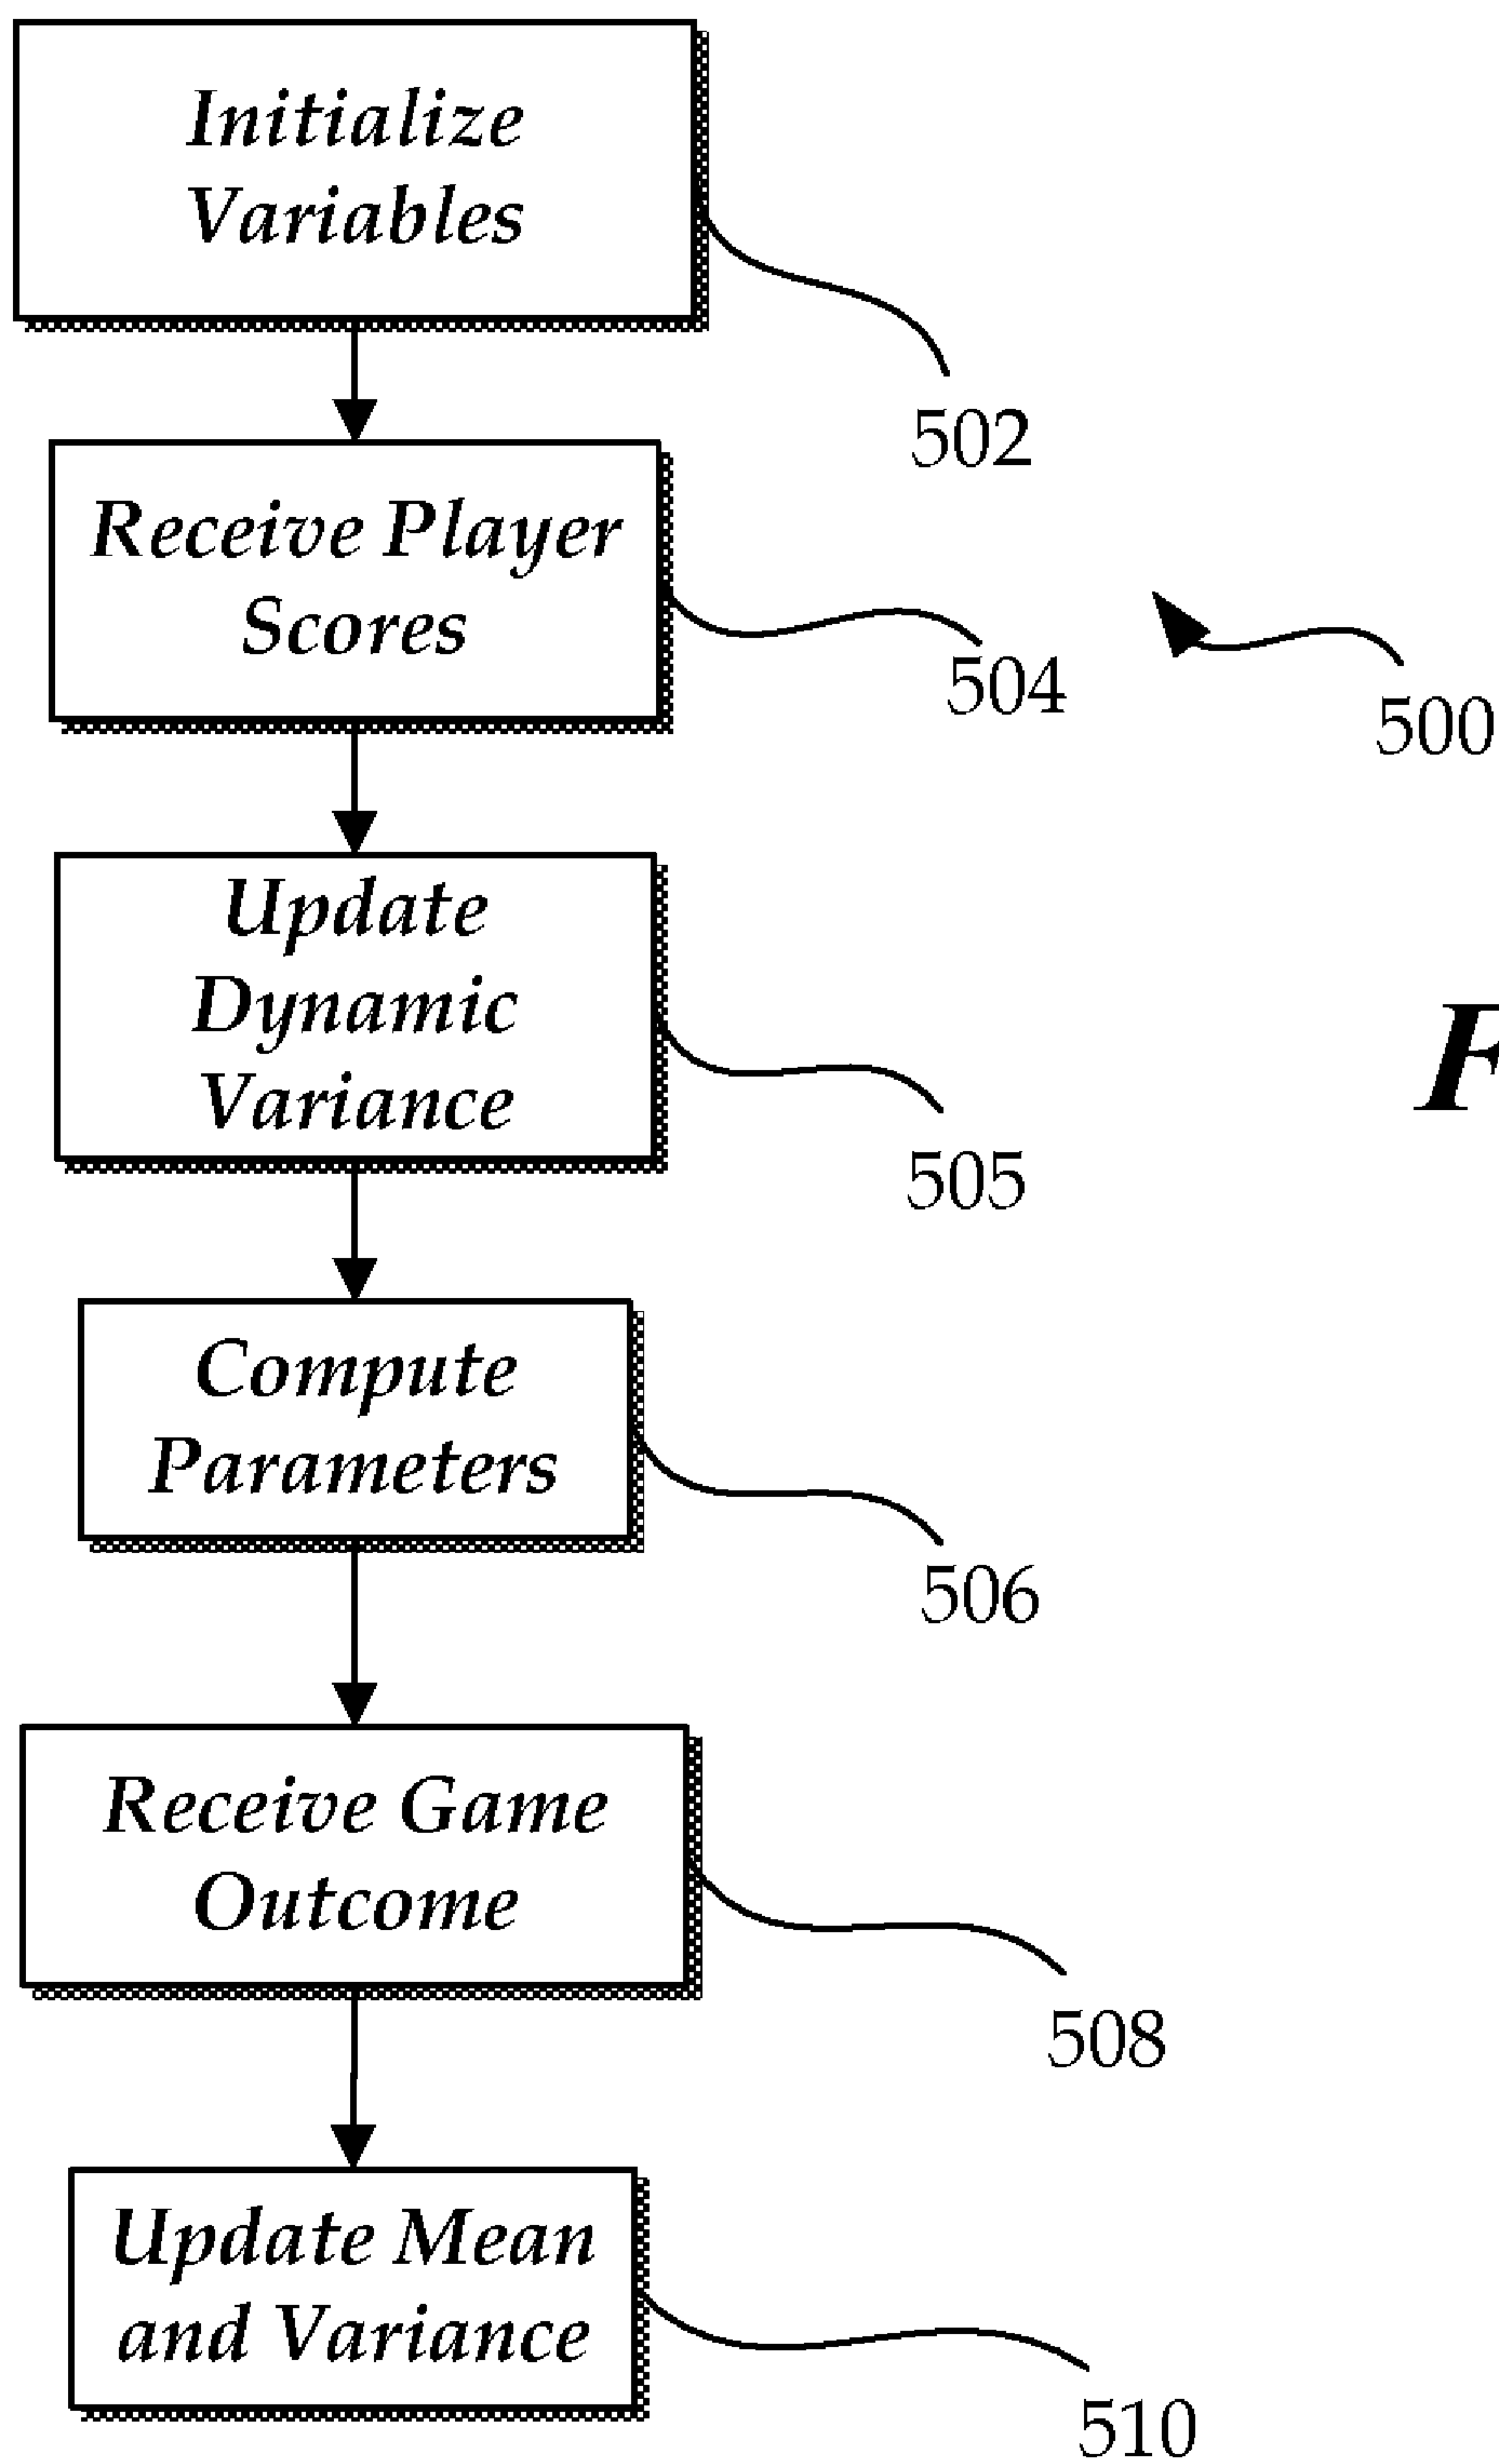 Initialize
Variables
502
Receive Player
Scores
504
500
Update
Dynamic
Variance
505
F
Compute
Parameters
506
Receive Game
Outcome
508
Update Mean
and Variance
510